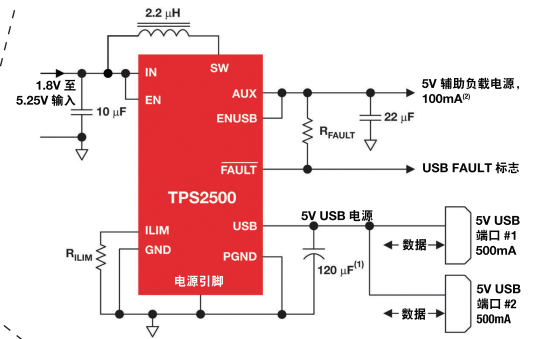 2.2 μH
1.8V 至
5.25V 输入
10 μF
IN
EN
SW
AUX
ENUSB
FAULT
TPS2500
USB
ILIM
GND
PGND
电源引脚
RFAULT
22 μF
5V 辅助负载电源，
100mA(2)
USB FAULT 标志
RILIM
5V USB 电源
120 μF(1)
数据
5V USB
端口 #1
500mA
数据
5V USB
端口 #2
500mA